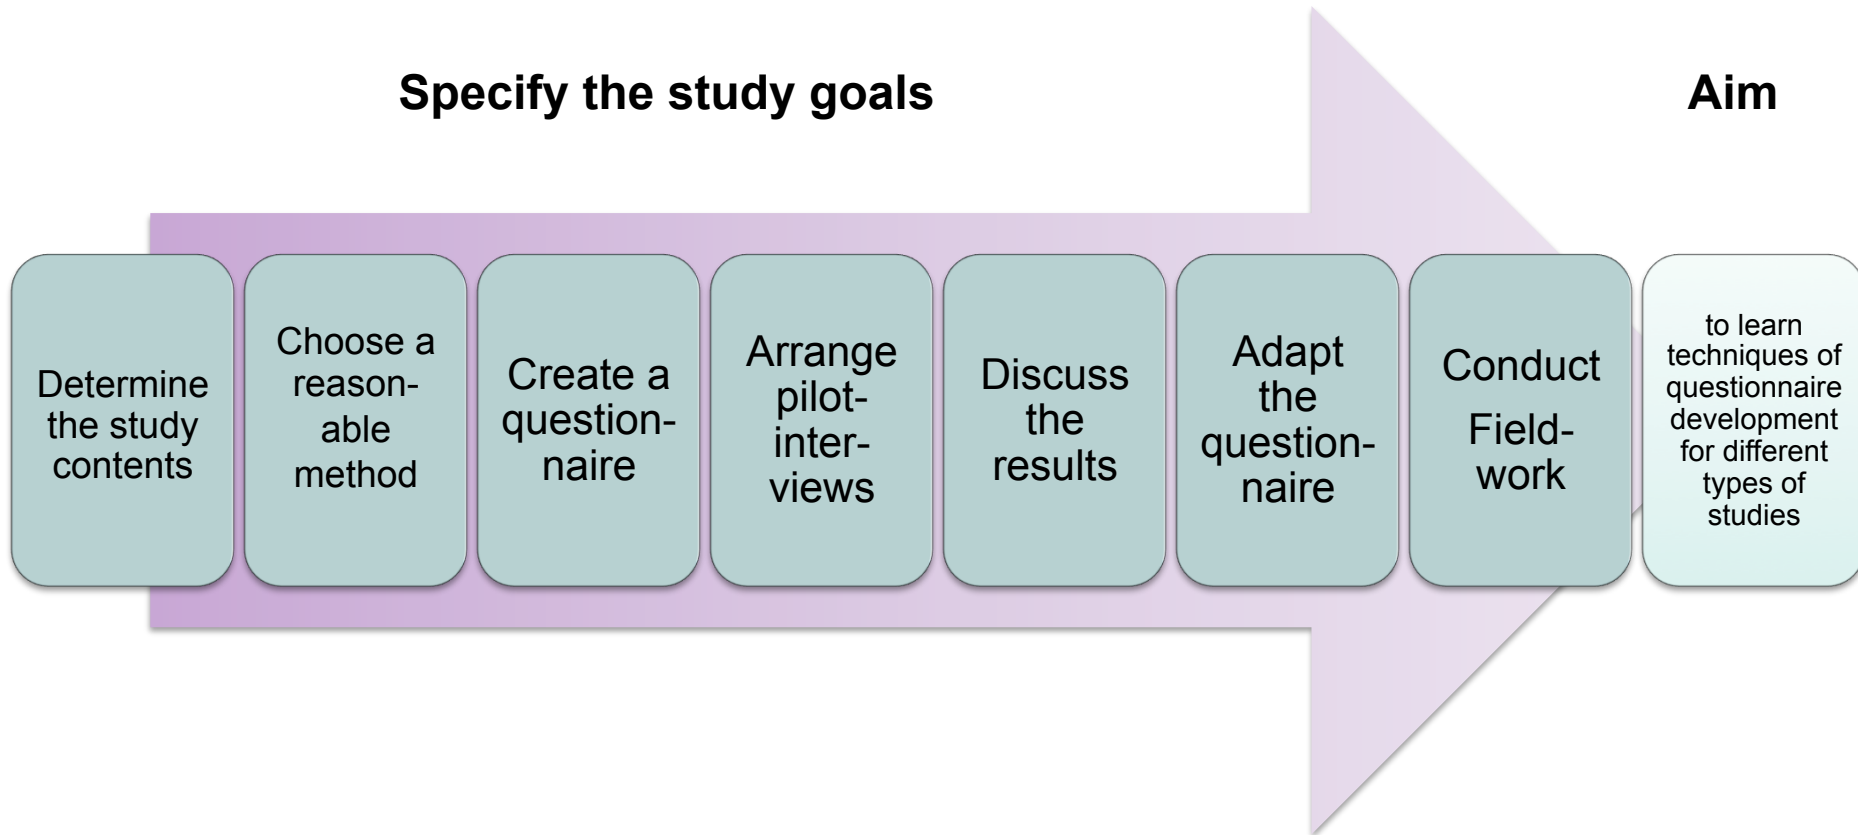 Specify the study goals
Aim
Determine
the study
contents
Choose a
reason-
able
method
Create a
question-
naire
Arrange
pilot-
inter-
views
Discuss
the
results
Adapt
the
question-
naire
Conduct
Field-
work
to learn
techniques of
questionnaire
development
for different
types of
studies